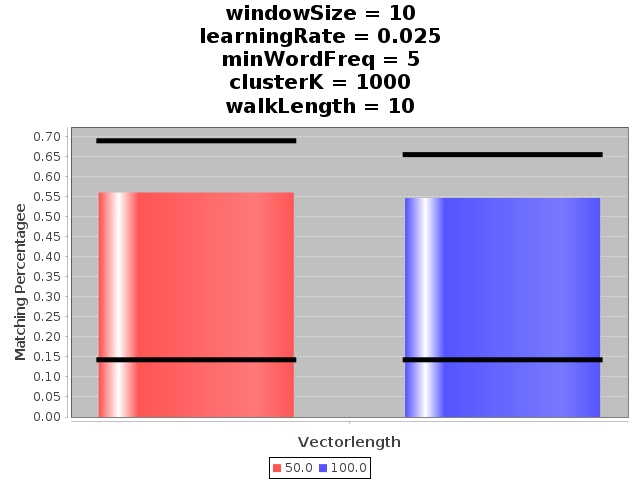 windowSize = 10
learningRate = 0.025
minWordFreq = 5
clusterK = 1000
walkLength = 10
0.70
0.65
0.60
0.55
0.50
0.45
0.40
0.35
0.30
0.25
0.20
0.15
0.10
0.05
0.00
Matching Percentagee
Vectorlength
50.0 100.0